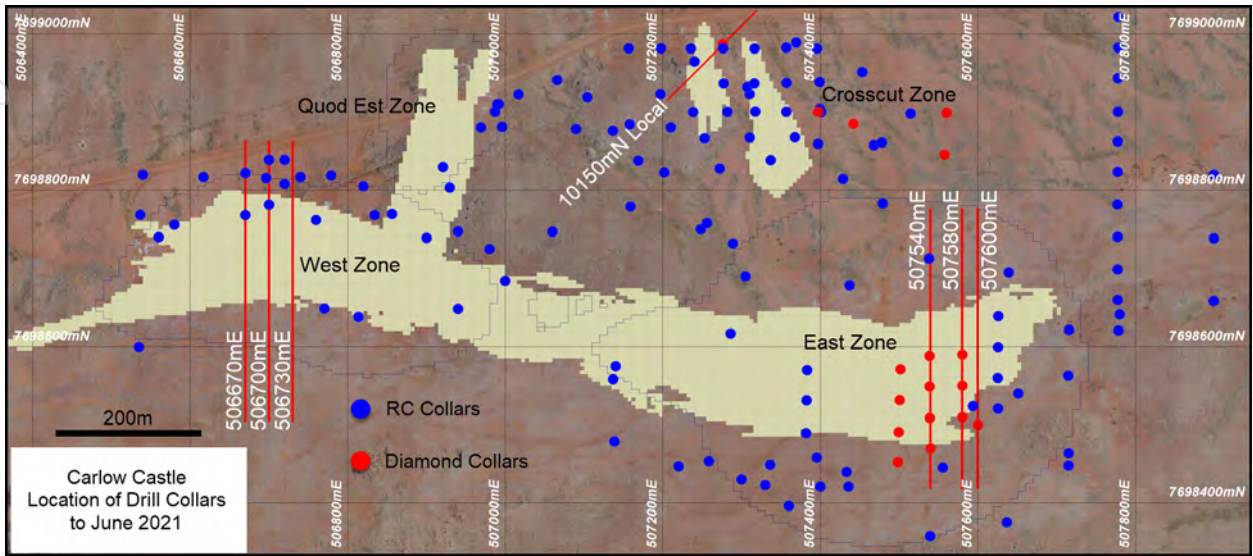 7699000mN
506400mE
506600mE
506800mE
507000mE
507200mE
507400mE
507600mE
507800mE
7699000mN
Quod Est Zone
Crosscut Zone
10150mN Local
7698800mN
7698800mN
West Zone
507540mE
507580mE
507600mE
7698600mN
7698600mN
East Zone
506670mE
506700mE
506730mE
200m
RC Collars
Diamond Collars
Carlow Castle
Location of Drill Collars
to June 2021
506800mE
507000mE
507200mE
507400mE
507600mE
507800mE
7698400mN